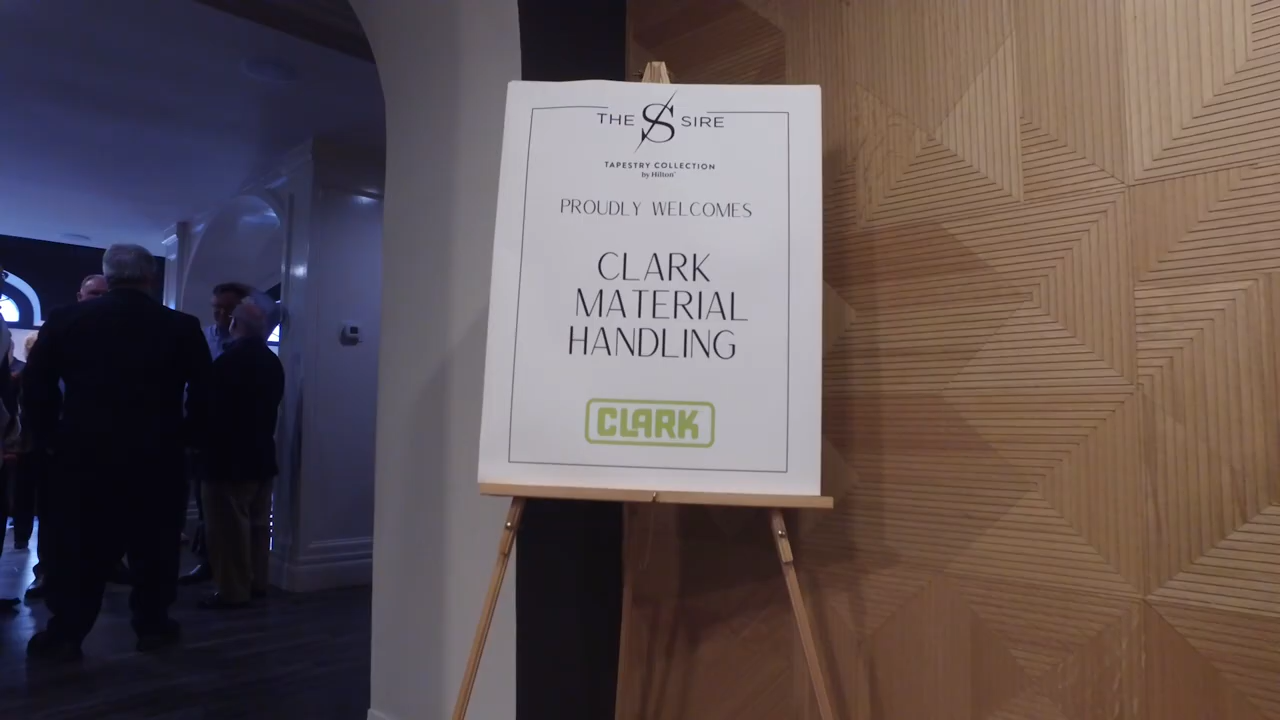 THE S SIRE
TAPESTRY COLLECTION
by Hilton
PROUDLY WELCOMES
CLARK
MATERIAL
HANDLING
CLARK